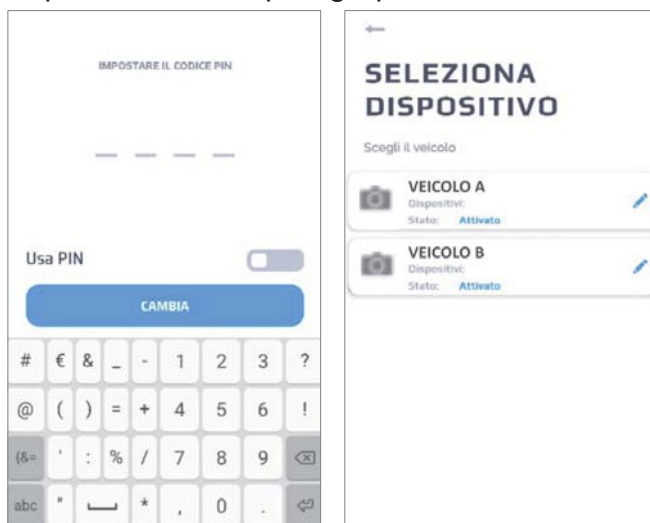 IMPOSTARE IL CODICE PIN
Usa PIN
CAMBIA
# € & _ - 1 2 3 ?
@ ( ) = + 4 5 6 !
{&= ' : % / 7 8 9
abc " * , 0 .
SELEZIONA
DISPOSITIVO
Scegli il veicolo
VEICOLO A
Dispositivi:
Stato: Attivato
VEICOLO B
Dispositivi:
Stato: Attivato